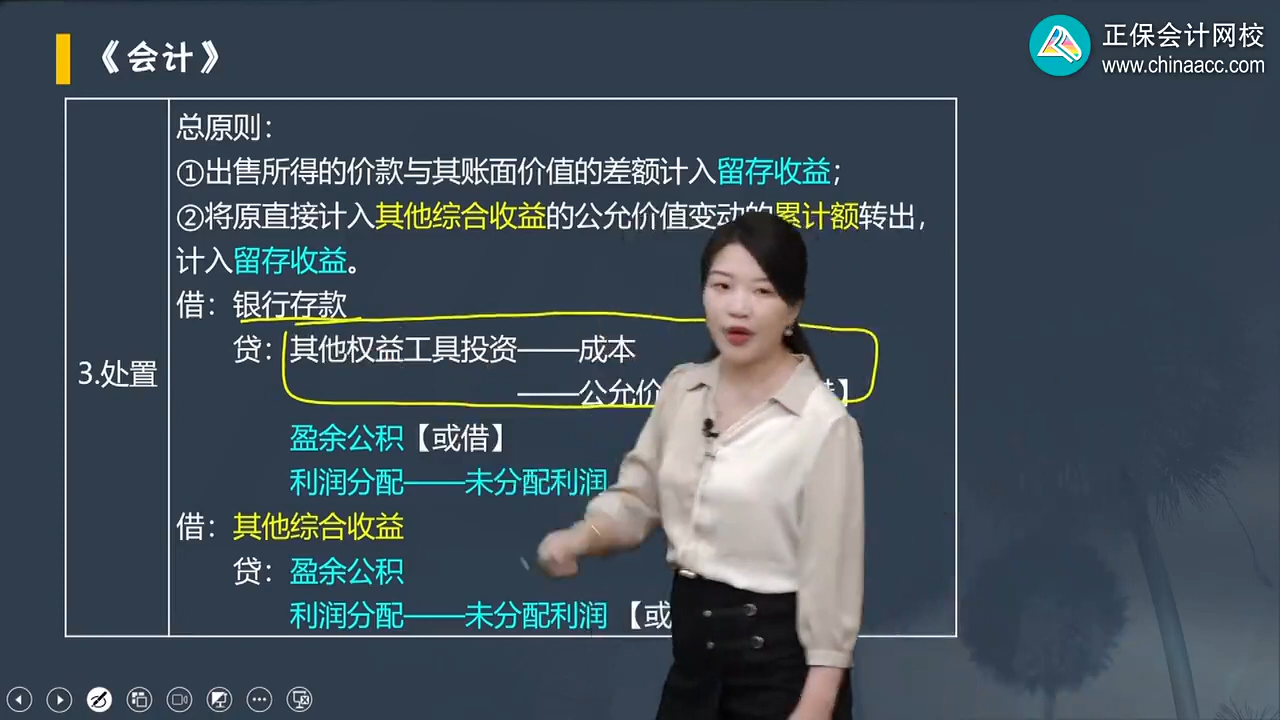 《会计》
正保会计网校
www.chinaacc.com
总原则：
①出售所得的价款与其账面价值的差额计入留存收益；
②将原直接计入其他综合收益的公允价值变动的累计额转出，
计入留存收益。
借：银行存款
贷：其他权益工具投资——成本
——公允价
】
3.处置
盈余公积【或借】
利润分配——未分配利润
借：其他综合收益
贷：盈余公积
利润分配——未分配利润 【或